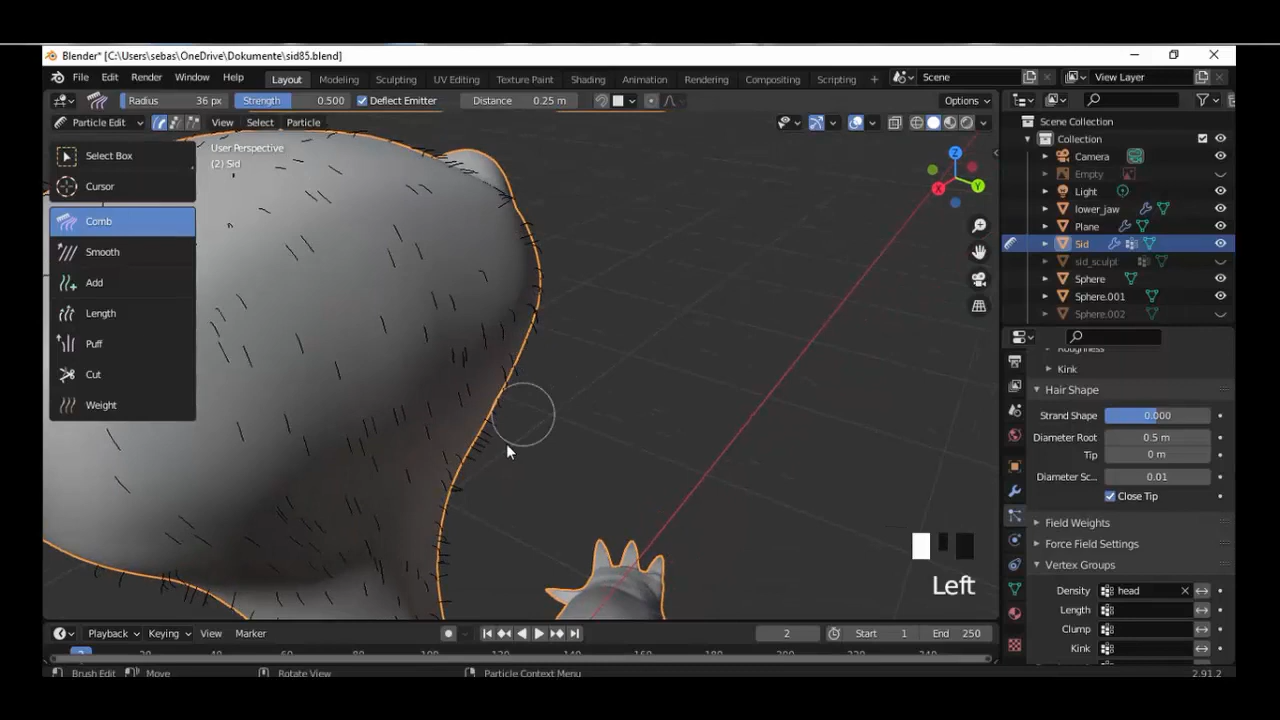 Blender* [C:\Users\sebas\OneDrive\Dokumente\sid85.blend]
File Edit Render Window Help Layout Modeling Sculpting UV Editing Texture Paint Shading Animation Rendering Compositing Scripting + Scene View Layer
Radius 36 px Strength 0.500 Deflect Emitter Distance 0.25 m Options
Particle Edit View Select Particle
Scene Collection
Collection
Camera
Empty
Light
lower_jaw
Plane
Sid
sid_sculpt
Sphere
Sphere.001
Sphere.002
User Perspective
(2) Sid
Select Box
Cursor
Comb
Smooth
Add
Length
Puff
Cut
Weight
Z
Y
X
Roughness
Kink
Hair Shape
Strand Shape 0.000
Diameter Root 0.5 m
Tip 0 m
Diameter Sc... 0.01
Close Tip
Field Weights
Force Field Settings
Vertex Groups
Density head
Length
Clump
Kink
Left
Playback Keying View Marker 2 Start 1 End 250
Brush Edit Move Rotate View Particle Context Menu 2.91.2